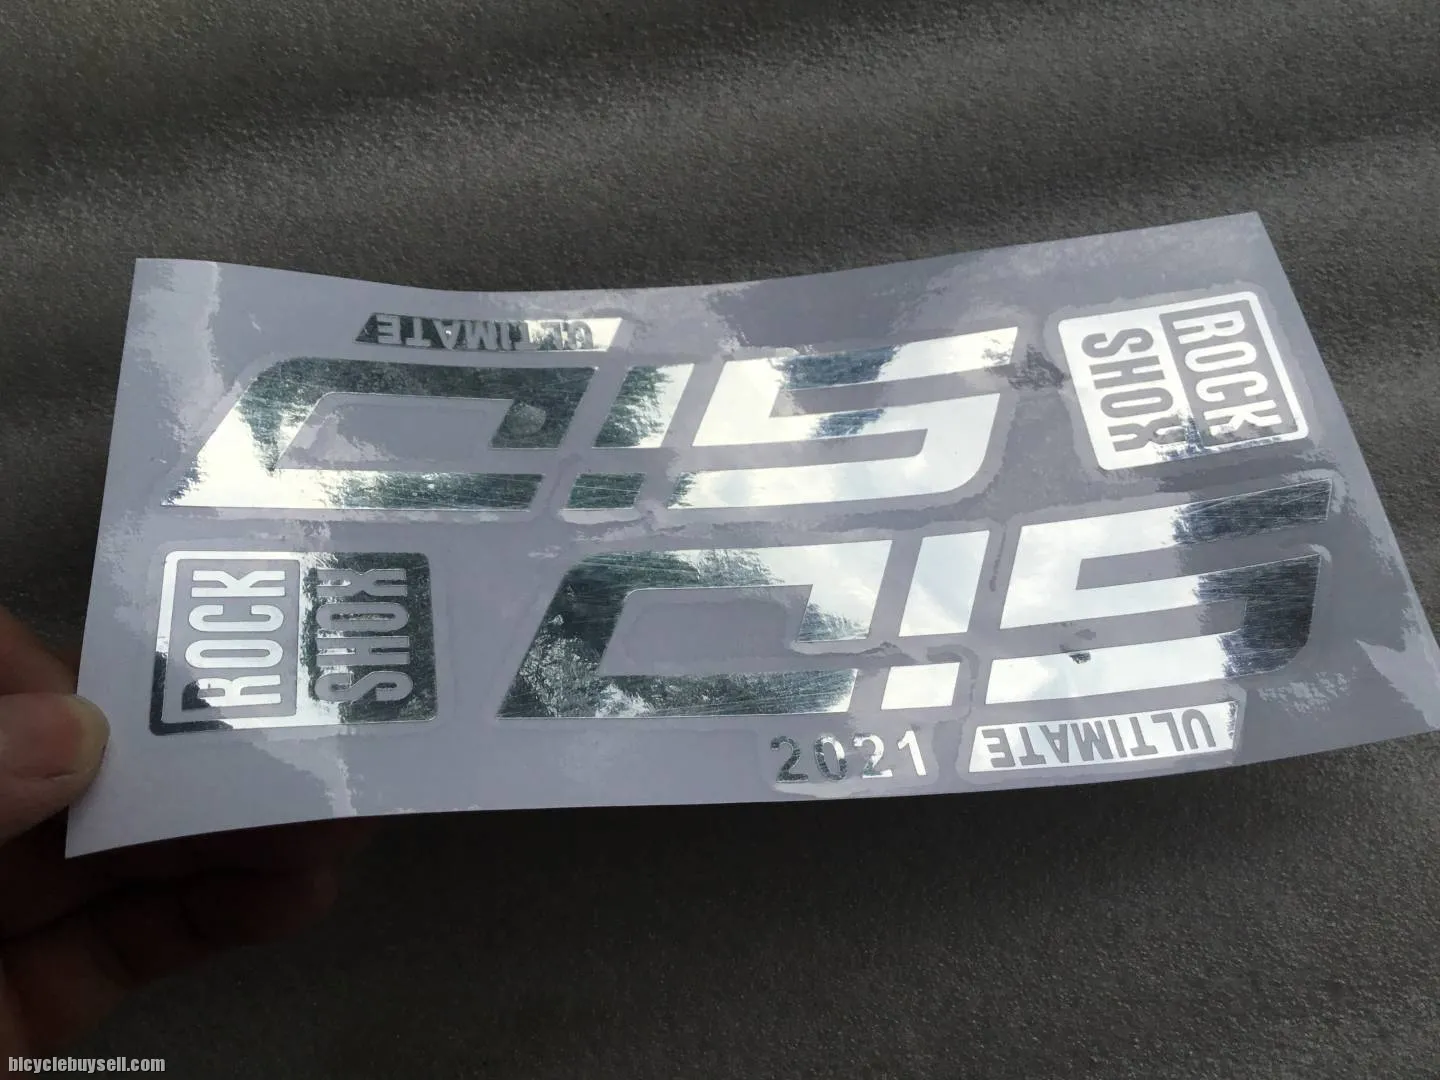 ULTIMATE
SID
ROCK
SHOX
ROCK
SHOX
SID
2021
ULTIMATE
bicyclebuysell.com